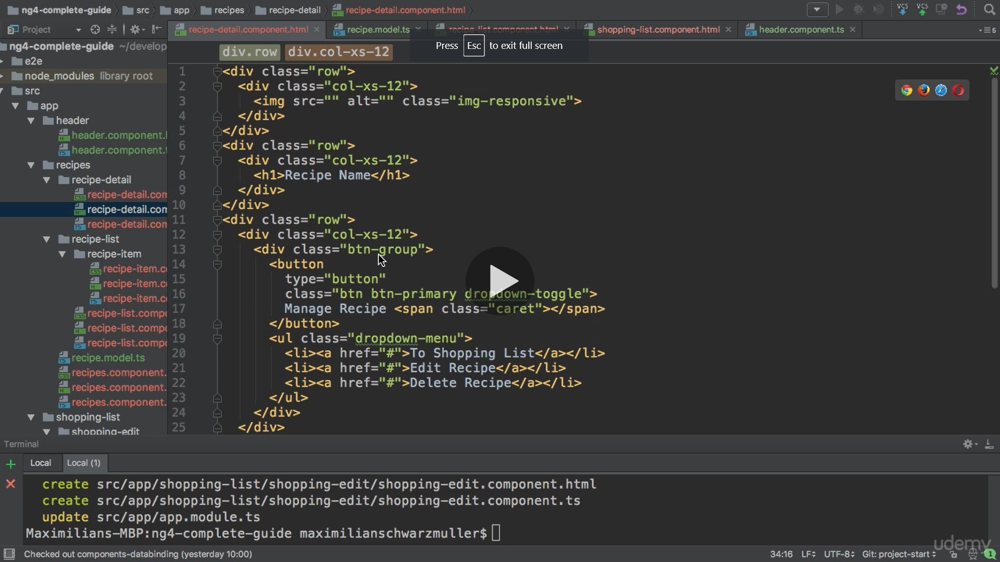 ng4-complete-guide src app recipes recipe-detail recipe-detail.component.html
VCS VCS
Project
recipe-detail.component.html recipe.model.ts recipe-list.component.html shopping-list.component.html header.component.ts
5
Press Esc to exit full screen
div.row div.col-xs-12
ng4-complete-guide ~/develop
e2e
node_modules library root
src
app
header
header.component.
header.component.
recipes
recipe-detail
recipe-detail.com
recipe-detail.com
recipe-detail.com
recipe-list
recipe-item
recipe-item.c
recipe-item.c
recipe-item.c
recipe-list.comp
recipe-list.comp
recipe-list.comp
recipe.model.ts
recipes.component.
recipes.component.
recipes.component.
shopping-list
shopping-edit
1 <div class="row">
2 <div class="col-xs-12">
3 <img src="" alt="" class="img-responsive">
4 </div>
5 </div>
6 <div class="row">
7 <div class="col-xs-12">
8 <h1>Recipe Name</h1>
9 </div>
10 </div>
11 <div class="row">
12 <div class="col-xs-12">
13 <div class="btn-group">
14 <button
15 type="button"
16 class="btn btn-primary dropdown-toggle">
17 Manage Recipe <span class="caret"></span>
18 </button>
19 <ul class="dropdown-menu">
20 <li><a href="#">To Shopping List</a></li>
21 <li><a href="#">Edit Recipe</a></li>
22 <li><a href="#">Delete Recipe</a></li>
23 </ul>
24 </div>
25 </div>
Terminal
Local Local (1)
create src/app/shopping-list/shopping-edit/shopping-edit.component.html
create src/app/shopping-list/shopping-edit/shopping-edit.component.ts
update src/app/app.module.ts
Maximilians-MBP:ng4-complete-guide maximilianschwarzmuller$
udemy
Checked out components-databinding (yesterday 10:00)
34:16 LF UTF-8 Git: project-start 1